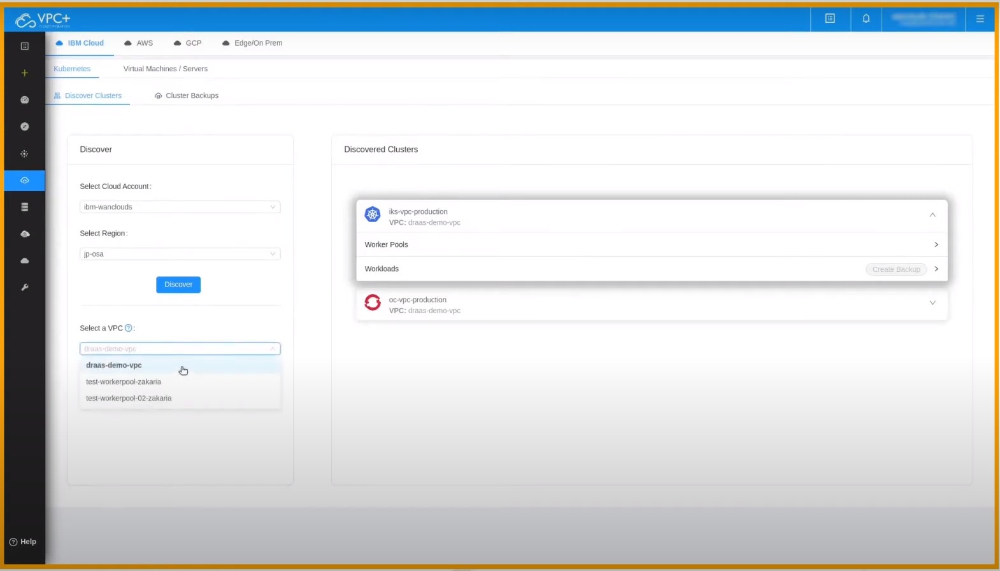 VPC+
CLOUD MIGRATION
IBM Cloud
AWS
GCP
Edge/On Prem
Kubernetes
Virtual Machines / Servers
Discover Clusters
Cluster Backups
Discover
Select Cloud Account:
ibm-wanclouds
Select Region:
jp-osa
Discover
Select a VPC ? :
draas-demo-vpc
draas-demo-vpc
test-workerpool-zakaria
test-workerpool-02-zakaria
Discovered Clusters
iks-vpc-production
VPC: draas-demo-vpc
Worker Pools
Workloads
Create Backup
oc-vpc-production
VPC: draas-demo-vpc
? Help